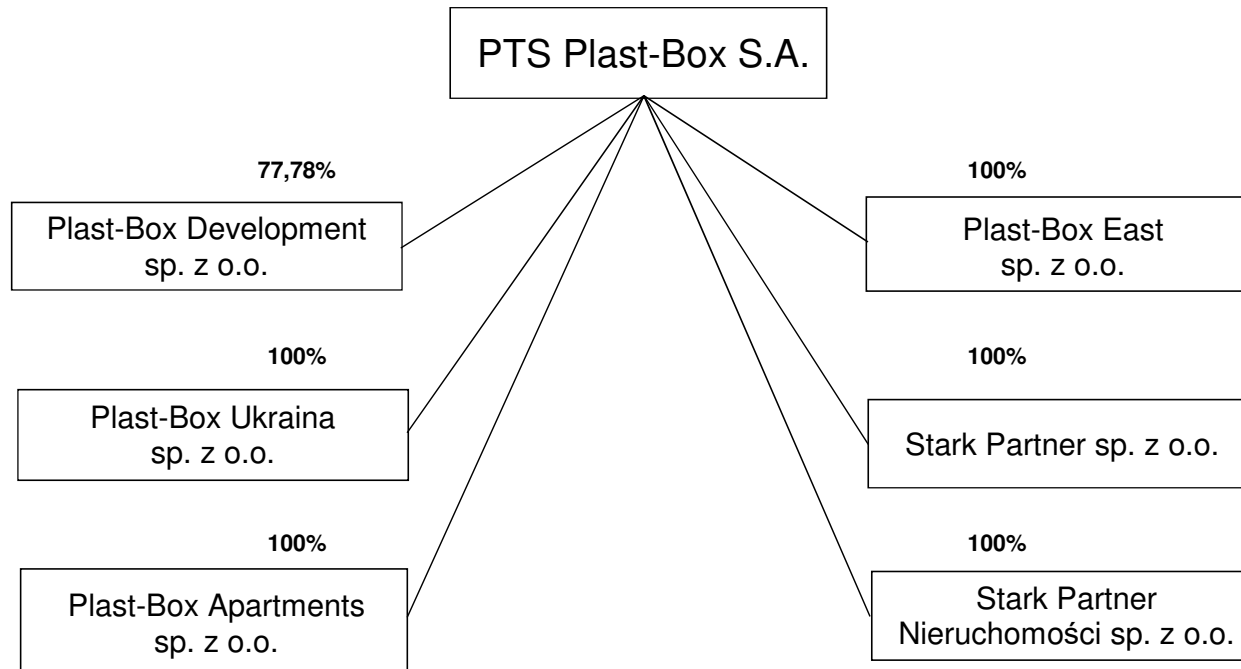 PTS Plast-Box S.A.
77,78%
100%
Plast-Box Development
sp. z o.o.
Plast-Box East
sp. z o.o.
100%
100%
Plast-Box Ukraina
sp. z o.o.
Stark Partner sp. z o.o.
100%
100%
Plast-Box Apartments
sp. z o.o.
Stark Partner
Nieruchomości sp. z o.o.